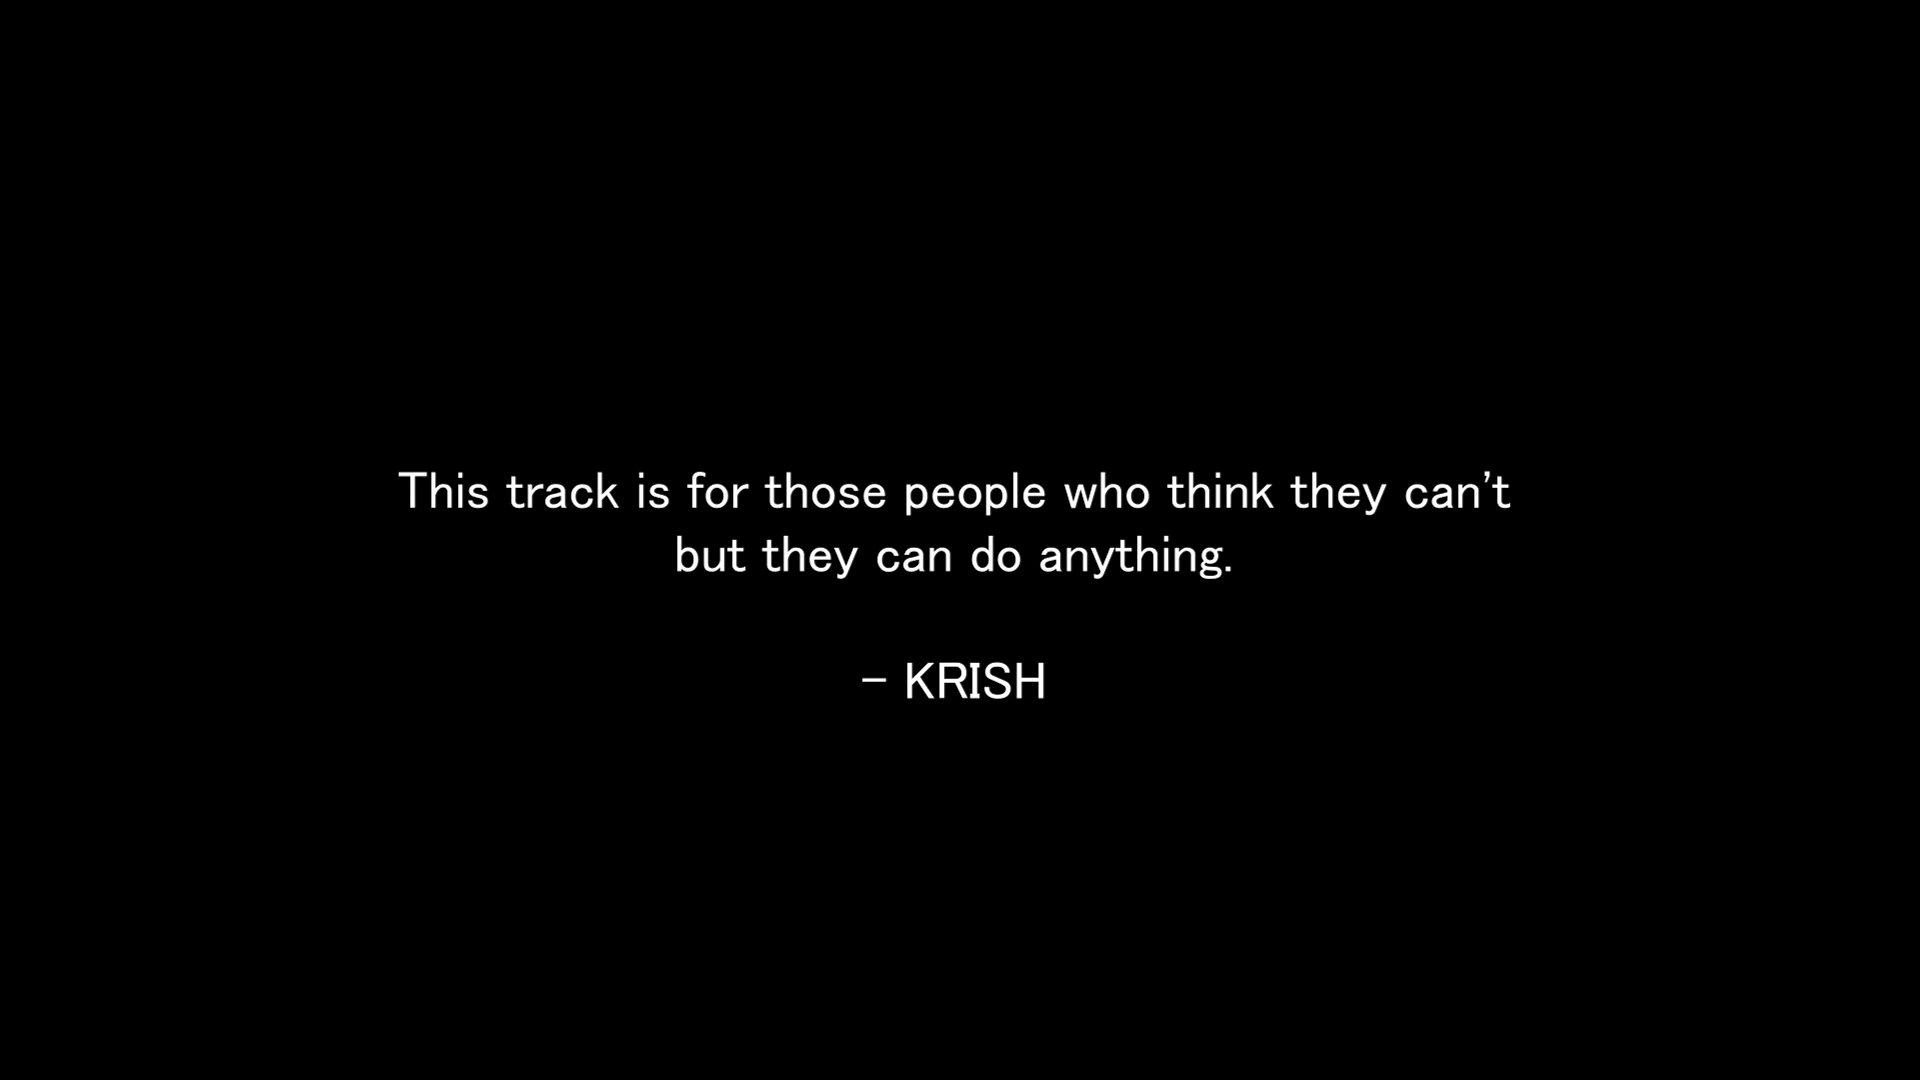 This track is for those people who think they can't
but they can do anything.
– KRISH